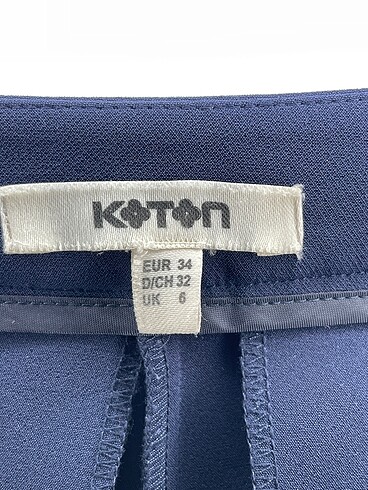 KOTON
EUR 34
D/CH 32
UK 6